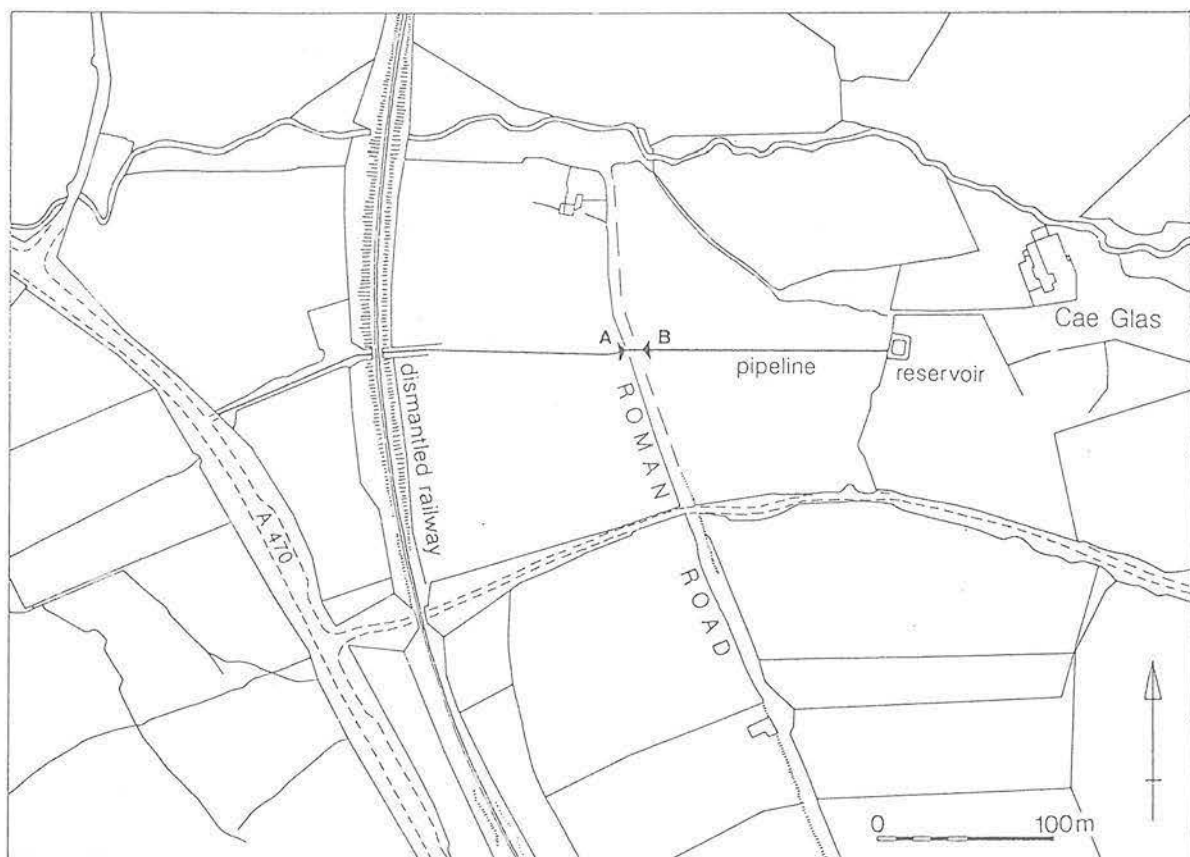 A B
Cae Glas
pipeline
reservoir
dismantled railway
ROMAN ROAD
A 470
0 100m